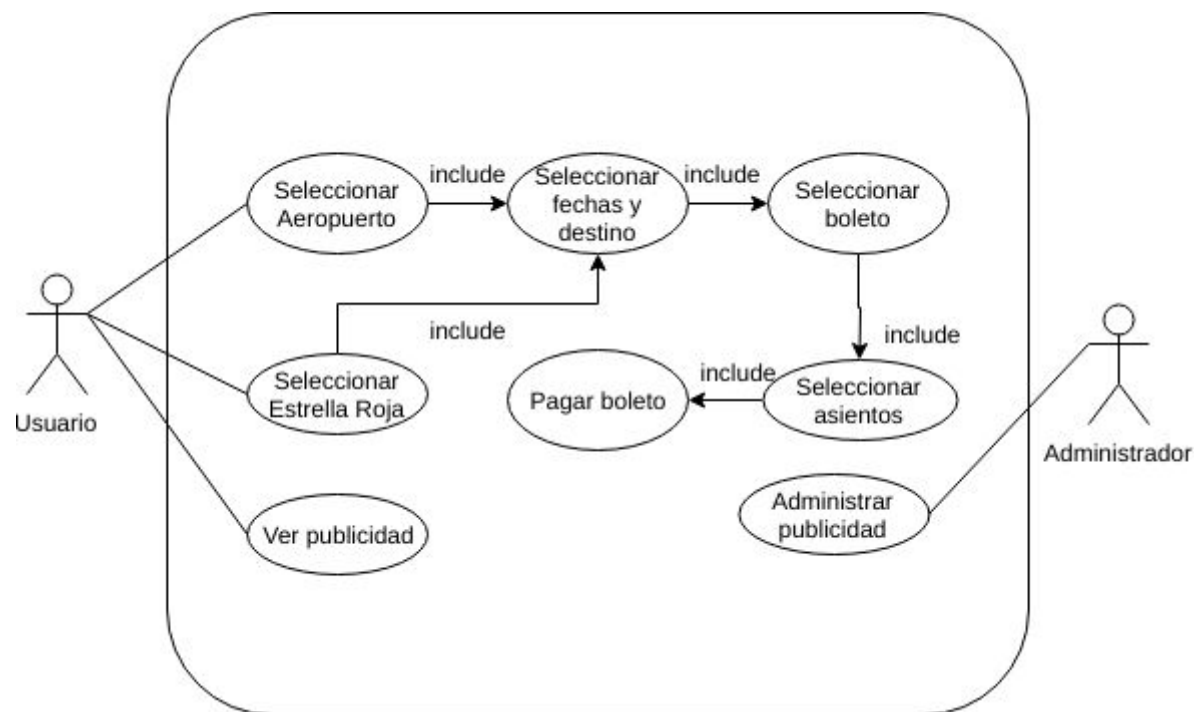 Seleccionar
Aeropuerto
include
Seleccionar
fechas y
destino
include
Seleccionar
boleto
include
include
Usuario
Seleccionar
Estrella Roja
Pagar boleto
include
Seleccionar
asientos
Administrador
Ver publicidad
Administrar
publicidad